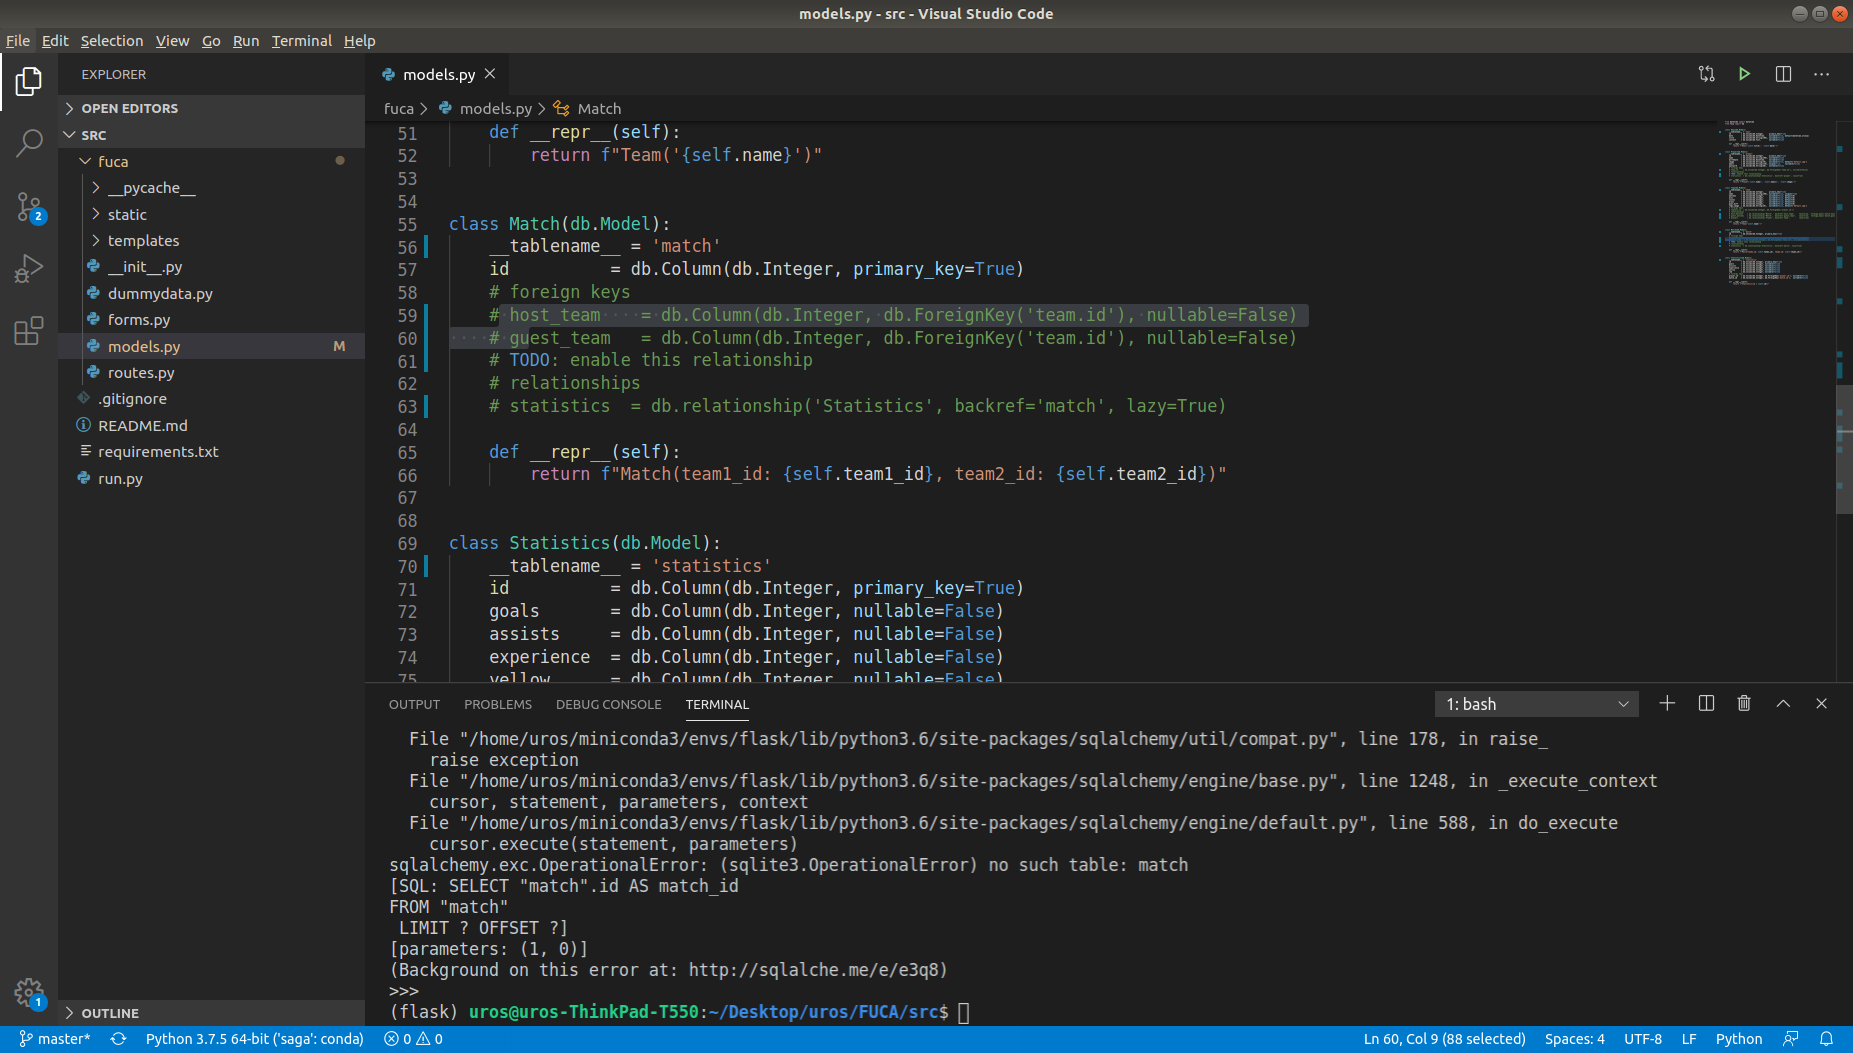 models.py - src - Visual Studio Code
File Edit Selection View Go Run Terminal Help
EXPLORER
OPEN EDITORS
SRC
fuca
__pycache__
static
templates
__init__.py
dummydata.py
forms.py
models.py M
routes.py
.gitignore
README.md
requirements.txt
run.py
OUTLINE
2
1
models.py
fuca > models.py > Match
51 def __repr__(self):
52 return f"Team('{self.name}')"
53
54
55 class Match(db.Model):
56 __tablename__ = 'match'
57 id = db.Column(db.Integer, primary_key=True)
58 # foreign keys
59 # host_team = db.Column(db.Integer, db.ForeignKey('team.id'), nullable=False)
60 # guest_team = db.Column(db.Integer, db.ForeignKey('team.id'), nullable=False)
61 # TODO: enable this relationship
62 # relationships
63 # statistics = db.relationship('Statistics', backref='match', lazy=True)
64
65 def __repr__(self):
66 return f"Match(team1_id: {self.team1_id}, team2_id: {self.team2_id})"
67
68
69 class Statistics(db.Model):
70 __tablename__ = 'statistics'
71 id = db.Column(db.Integer, primary_key=True)
72 goals = db.Column(db.Integer, nullable=False)
73 assists = db.Column(db.Integer, nullable=False)
74 experience = db.Column(db.Integer, nullable=False)
75 yellow = db.Column(db.Integer, nullable=False)
OUTPUT PROBLEMS DEBUG CONSOLE TERMINAL 1: bash
File "/home/uros/miniconda3/envs/flask/lib/python3.6/site-packages/sqlalchemy/util/compat.py", line 178, in raise_
raise exception
File "/home/uros/miniconda3/envs/flask/lib/python3.6/site-packages/sqlalchemy/engine/base.py", line 1248, in _execute_context
cursor, statement, parameters, context
File "/home/uros/miniconda3/envs/flask/lib/python3.6/site-packages/sqlalchemy/engine/default.py", line 588, in do_execute
cursor.execute(statement, parameters)
sqlalchemy.exc.OperationalError: (sqlite3.OperationalError) no such table: match
[SQL: SELECT "match".id AS match_id
FROM "match"
LIMIT ? OFFSET ?]
[parameters: (1, 0)]
(Background on this error at: http://sqlalche.me/e/e3q8)
>>>
(flask) uros@uros-ThinkPad-T550:~/Desktop/uros/FUCA/src$
master* Python 3.7.5 64-bit ('saga': conda) 0 0 Ln 60, Col 9 (88 selected) Spaces: 4 UTF-8 LF Python